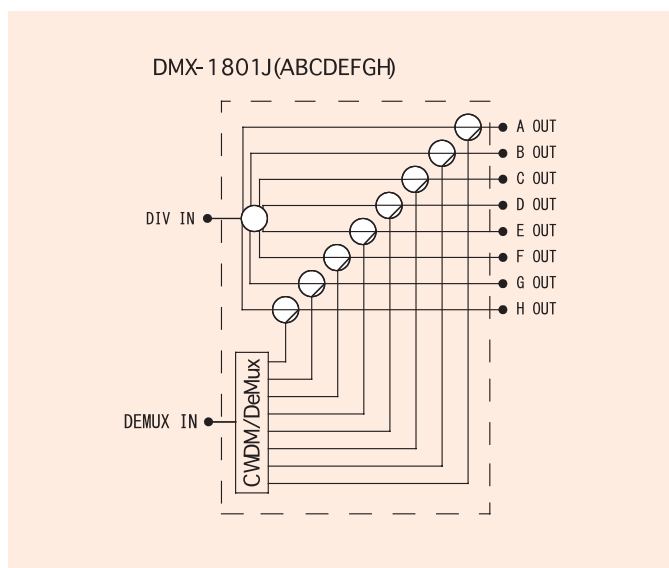 DMX-1801J(ABCDEFGH)
A OUT
B OUT
C OUT
D OUT
DIV IN
E OUT
F OUT
G OUT
H OUT
CWDM/DeMux
DEMUX IN